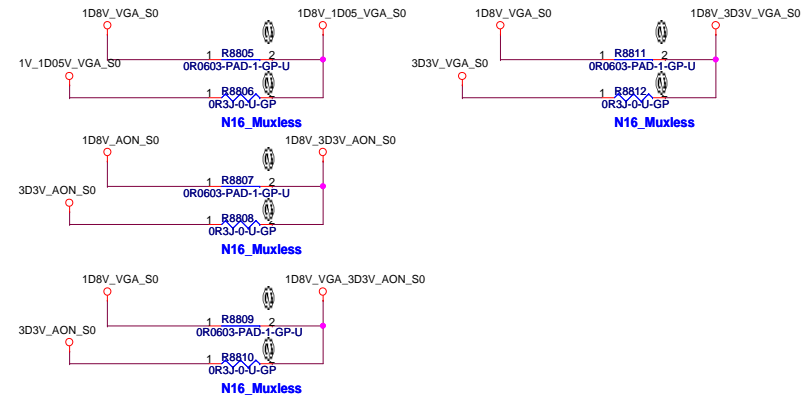 1D8V_VGA_S0
1D8V_1D05_VGA_S0
1 R8805 2
0R0603-PAD-1-GP-U
1V_1D05V_VGA_S0
1 R8806 2
0R3J-0-U-GP
N16_Muxless
1D8V_VGA_S0
1D8V_3D3V_VGA_S0
1 R8811 2
0R0603-PAD-1-GP-U
3D3V_VGA_S0
1 R8812 2
0R3J-0-U-GP
N16_Muxless
1D8V_AON_S0
1D8V_3D3V_AON_S0
1 R8807 2
0R0603-PAD-1-GP-U
3D3V_AON_S0
1 R8808 2
0R3J-0-U-GP
N16_Muxless
1D8V_VGA_S0
1D8V_VGA_3D3V_AON_S0
1 R8809 2
0R0603-PAD-1-GP-U
3D3V_AON_S0
1 R8810 2
0R3J-0-U-GP
N16_Muxless